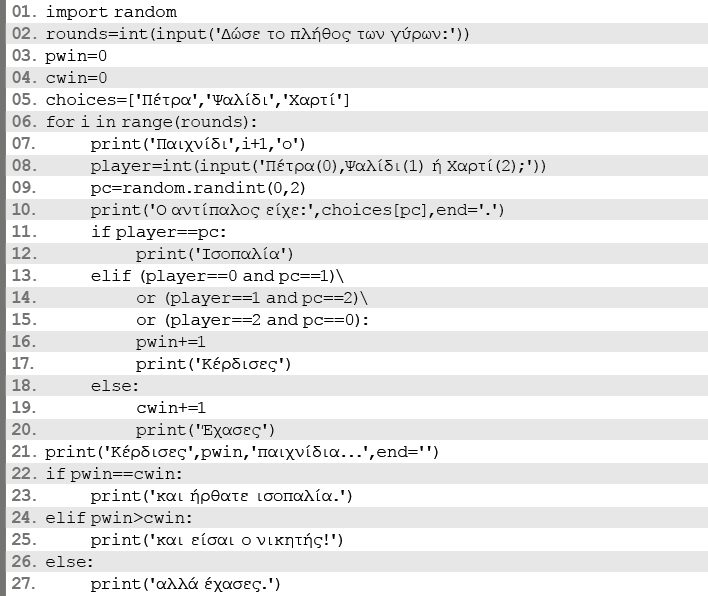 01. import random
02. rounds=int(input('Δώσε το πλήθος των γύρων:'))
03. pwin=0
04. cwin=0
05. choices=['Πέτρα','Ψαλίδι','Χαρτί']
06. for i in range(rounds):
07. print('Παιχνίδι',i+1,'ο')
08. player=int(input('Πέτρα(0),Ψαλίδι(1) ή Χαρτί(2);'))
09. pc=random.randint(0,2)
10. print('Ο αντίπαλος είχε:',choices[pc],end='.')
11. if player==pc:
12. print('Ισοπαλία')
13. elif (player==0 and pc==1)\
14. or (player==1 and pc==2)\
15. or (player==2 and pc==0):
16. pwin+=1
17. print('Κέρδισες')
18. else:
19. cwin+=1
20. print('Έχασες')
21. print('Κέρδισες',pwin,'παιχνίδια...',end='')
22. if pwin==cwin:
23. print('και ήρθατε ισοπαλία.')
24. elif pwin>cwin:
25. print('και είσαι ο νικητής!')
26. else:
27. print('αλλά έχασες.')